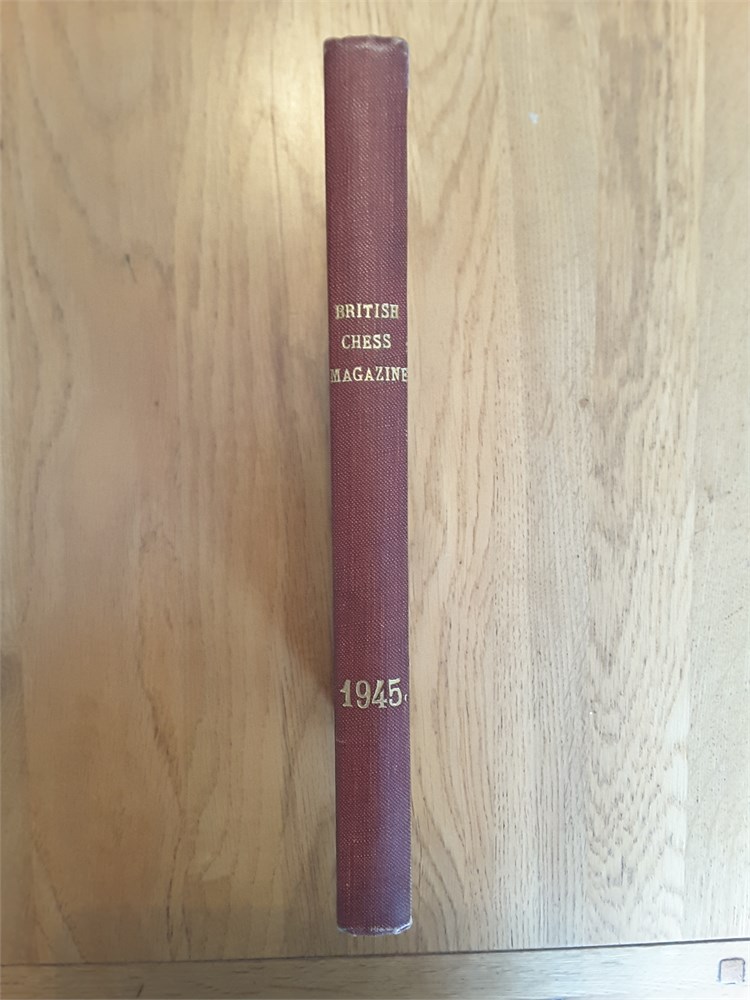 BRITISH
CHESS
MAGAZINE
1945.